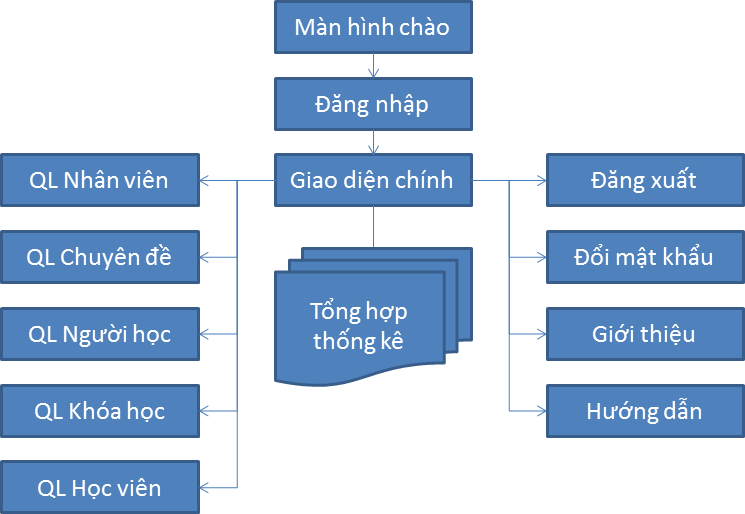 Màn hình chào
Đăng nhập
QL Nhân viên
Giao diện chính
Đăng xuất
QL Chuyên đề
Đổi mật khẩu
Tổng hợp
thống kê
QL Người học
Giới thiệu
QL Khóa học
Hướng dẫn
QL Học viên